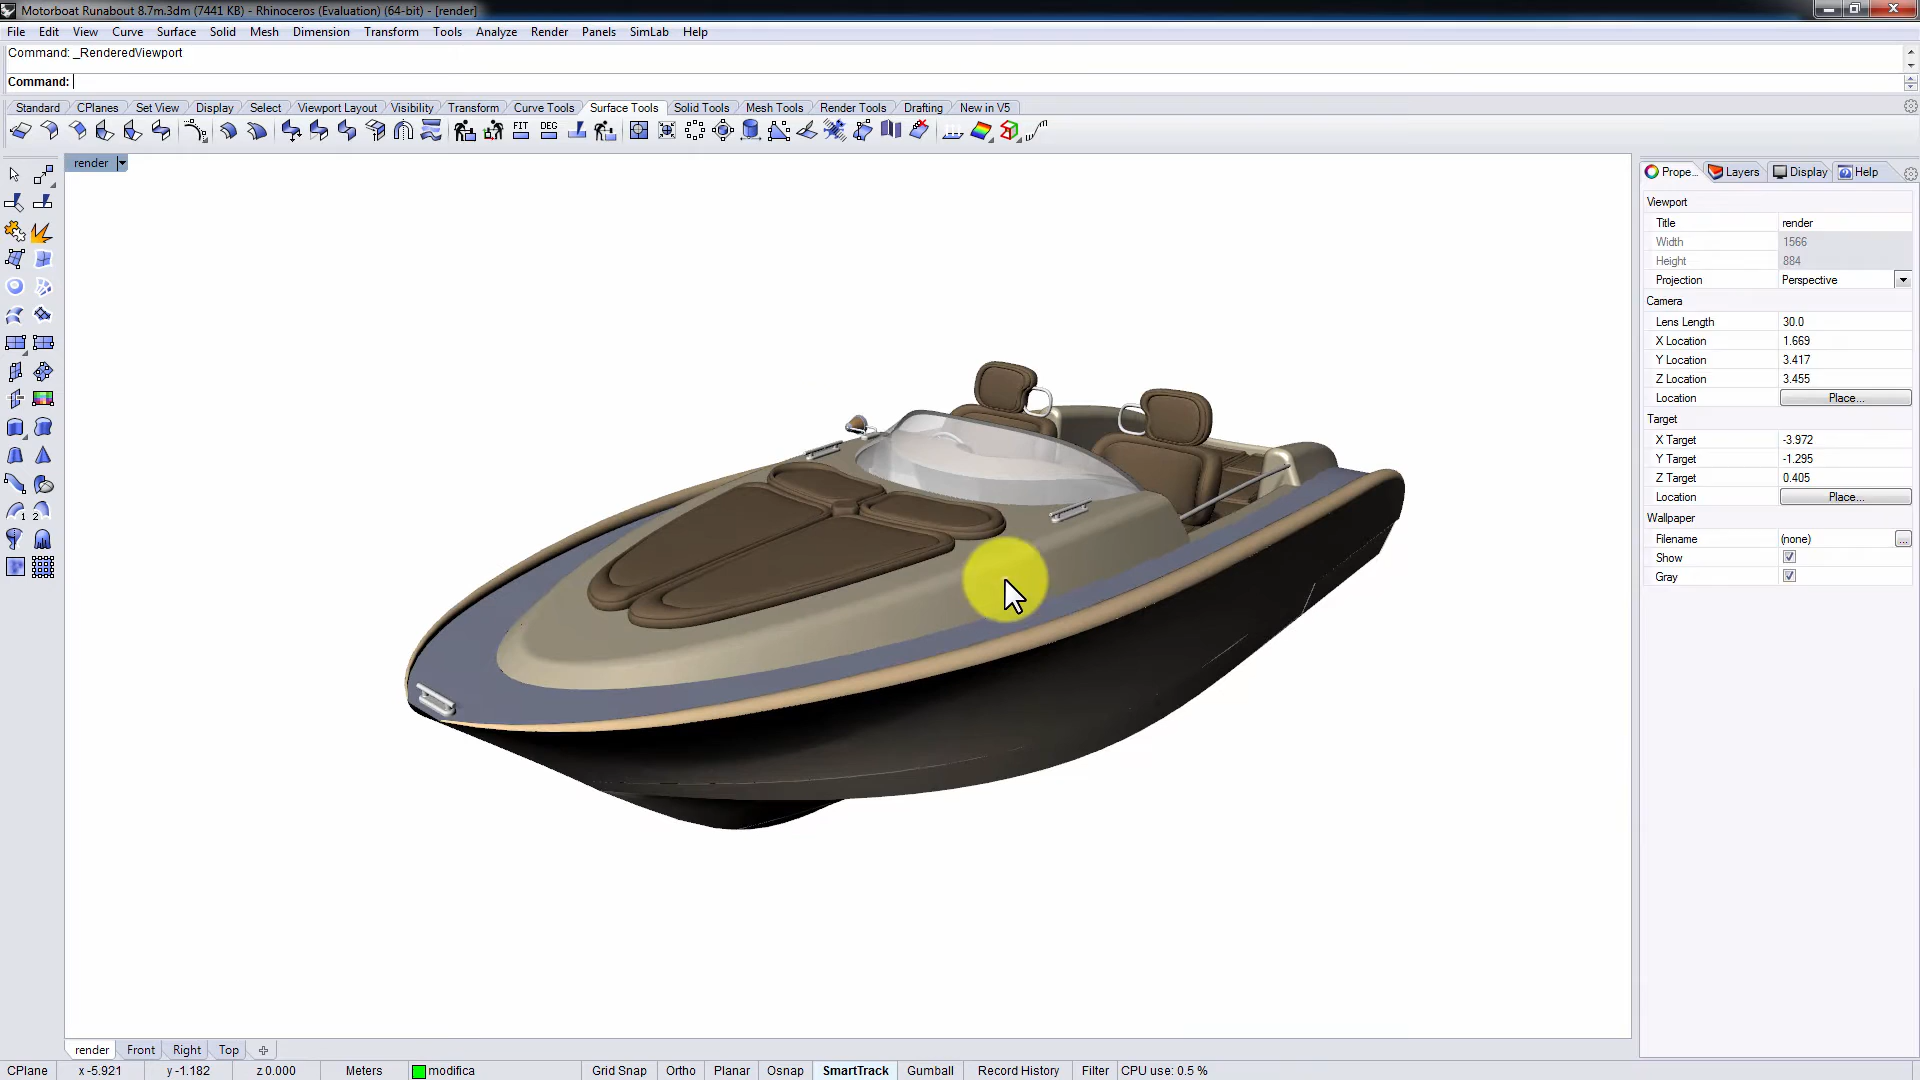 Motorboat Runabout 8.7m.3dm (7441 KB) - Rhinoceros (Evaluation) (64-bit) - [render]
File Edit View Curve Surface Solid Mesh Dimension Transform Tools Analyze Render Panels SimLab Help
Command: _RenderedViewport
Command:
Standard CPlanes Set View Display Select Viewport Layout Visibility Transform Curve Tools Surface Tools Solid Tools Mesh Tools Render Tools Drafting New in V5
FIT DEG
render
Prope... Layers Display Help
Viewport
Title render
Width 1566
Height 884
Projection Perspective
Camera
Lens Length 30.0
X Location 1.669
Y Location 3.417
Z Location 3.455
Location Place...
Target
X Target -3.972
Y Target -1.295
Z Target 0.405
Location Place...
Wallpaper
Filename (none) ...
Show
Gray
1 2
render Front Right Top
CPlane x -5.921 y -1.182 z 0.000 Meters modifica Grid Snap Ortho Planar Osnap SmartTrack Gumball Record History Filter CPU use: 0.5 %